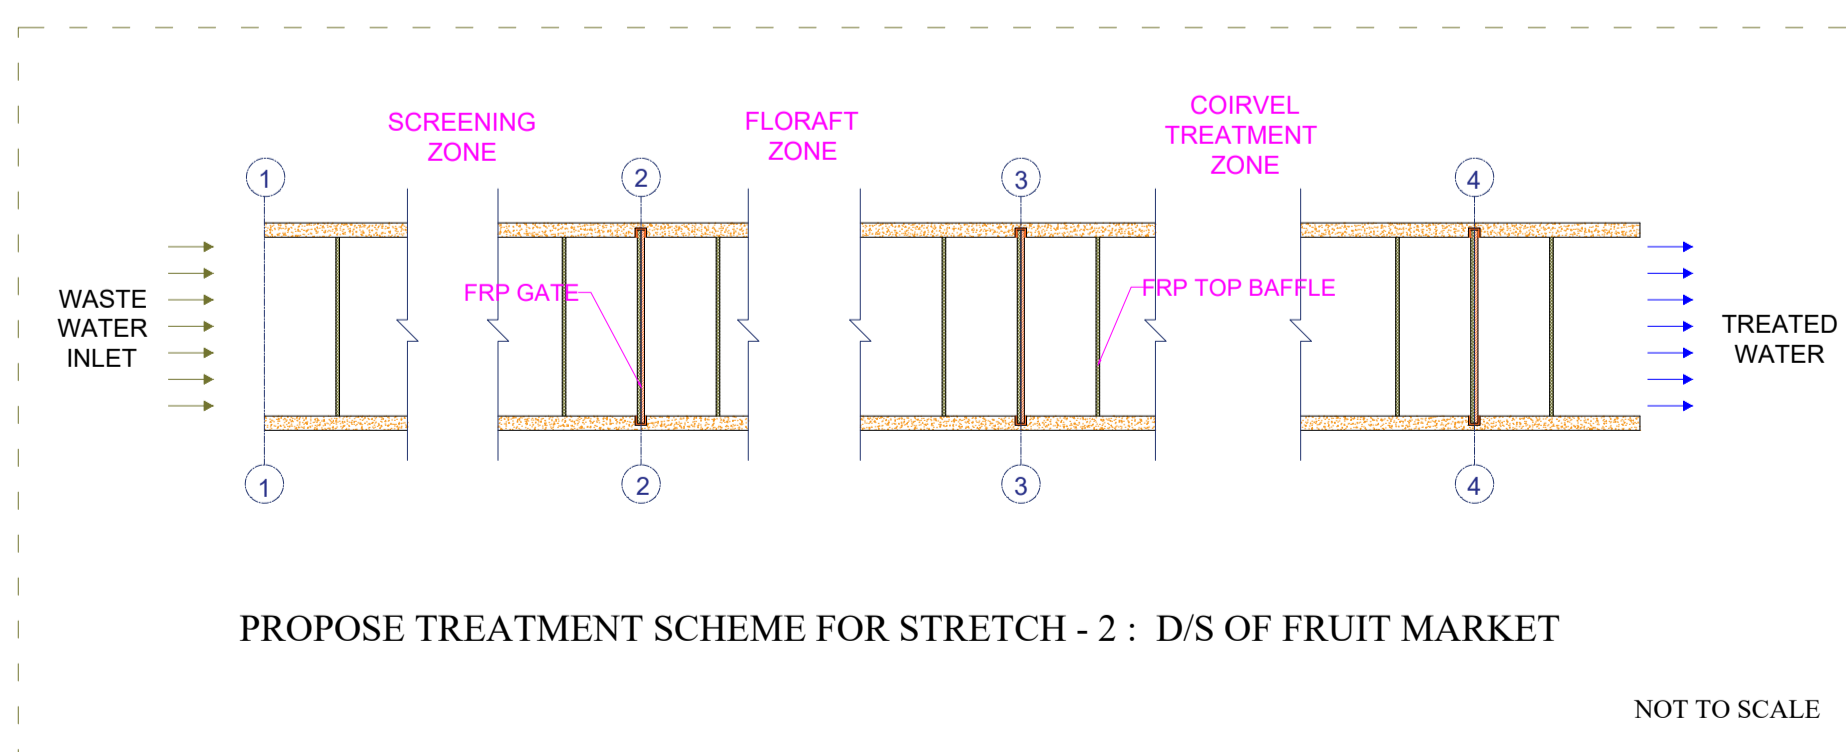 SCREENING
ZONE
FLORAFT
ZONE
COIRVEL
TREATMENT
ZONE
1
2
3
4
WASTE
WATER
INLET
FRP GATE
FRP TOP BAFFLE
TREATED
WATER
1
2
3
4
PROPOSE TREATMENT SCHEME FOR STRETCH - 2 : D/S OF FRUIT MARKET
NOT TO SCALE